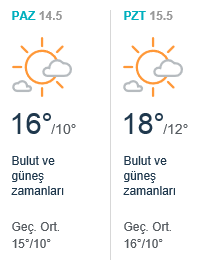 PAZ 14.5
16°/10°
Bulut ve
güneş
zamanları
Geç. Ort.
15°/10°
PZT 15.5
18°/12°
Bulut ve
güneş
zamanları
Geç. Ort.
16°/10°